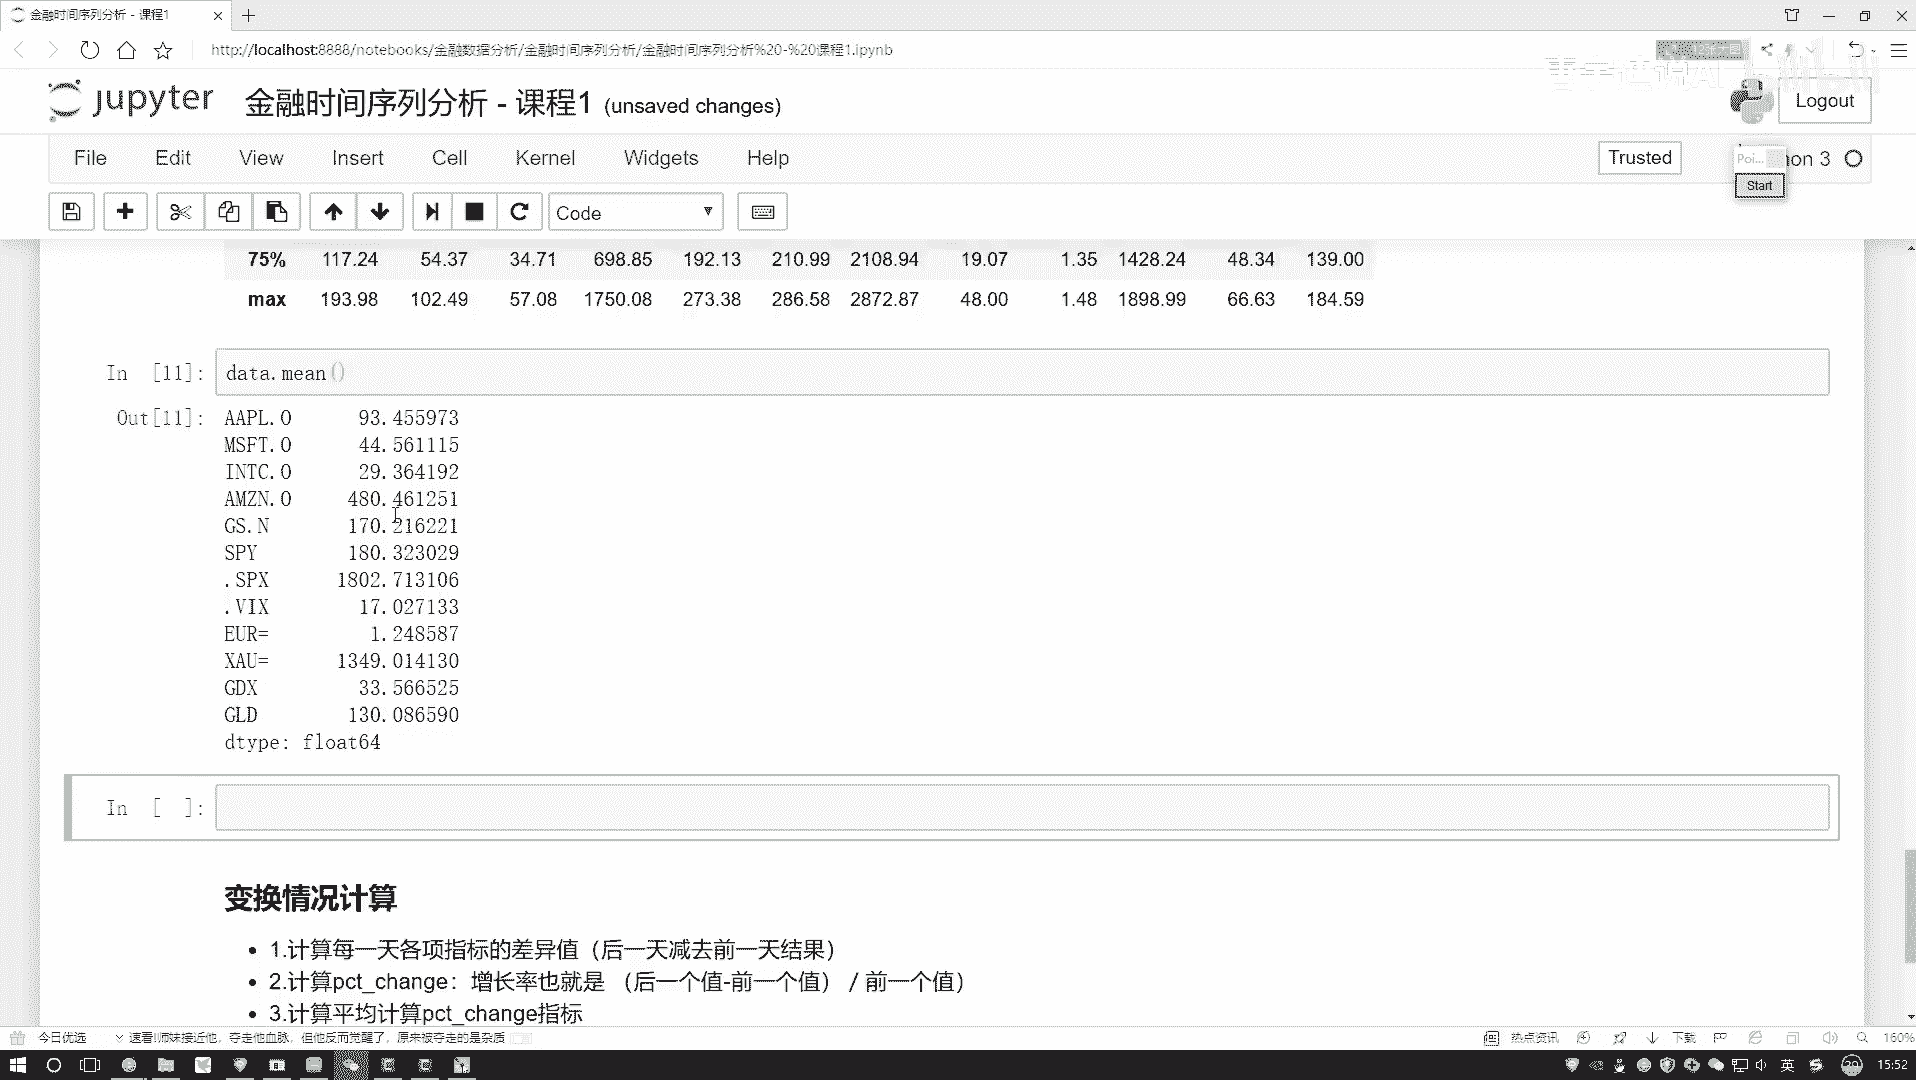 金融时间序列分析 - 课程1
http://localhost:8888/notebooks/金融数据分析/金融时间序列分析/金融时间序列分析%20-%20课程1.ipynb
jupyter 金融时间序列分析 - 课程1 (unsaved changes)
Logout
File Edit View Insert Cell Kernel Widgets Help
Trusted
Poi...
hon 3
Start
Code
75% 117.24 54.37 34.71 698.85 192.13 210.99 2108.94 19.07 1.35 1428.24 48.34 139.00
max 193.98 102.49 57.08 1750.08 273.38 286.58 2872.87 48.00 1.48 1898.99 66.63 184.59
In [11]: data.mean()
Out[11]: AAPL.O 93.455973
MSFT.O 44.561115
INTC.O 29.364192
AMZN.O 480.461251
GS.N 170.216221
SPY 180.323029
.SPX 1802.713106
.VIX 17.027133
EUR= 1.248587
XAU= 1349.014130
GDX 33.566525
GLD 130.086590
dtype: float64
In [ ]:
变换情况计算
• 1.计算每一天各项指标的差异值（后一天减去前一天结果）
• 2.计算pct_change：增长率也就是 （后一个值-前一个值） / 前一个值）
• 3.计算平均计算pct_change指标
今日优选 速看!师妹接近他，夺走他血脉，但他反而觉醒了，原来被夺走的是杂质
热点资讯 下载 160%
英 15:52